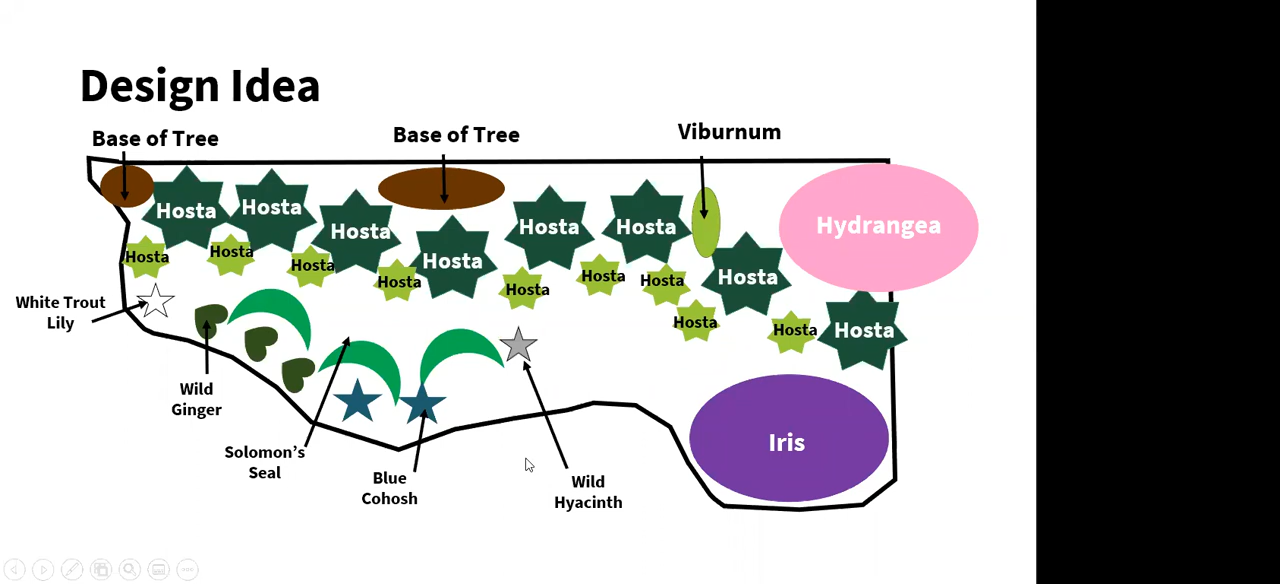 Design Idea
Base of Tree
Base of Tree
Viburnum
Hosta
Hosta
Hosta
Hosta
Hosta
Hosta
Hosta
Hydrangea
Hosta
Hosta
Hosta
Hosta
Hosta
Hosta
Hosta
Hosta
Hosta
Hosta
White Trout
Lily
Wild
Ginger
Solomon's
Seal
Blue
Cohosh
Wild
Hyacinth
Iris